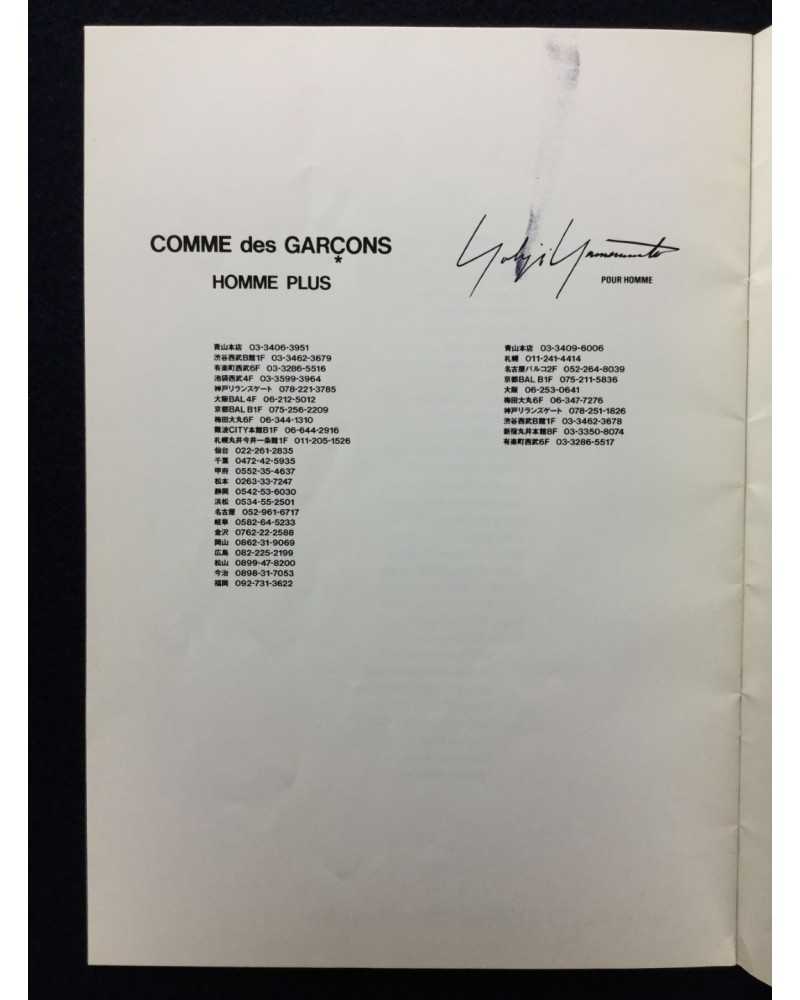 COMME des GARÇONS
*
HOMME PLUS
青山本店 03-3406-3951
渋谷西武B館1F 03-3462-3679
有楽町西武6F 03-3286-5516
池袋西武4F 03-3599-3964
神戸リランズゲート 078-221-3785
大阪BAL 4F 06-212-5012
京都BAL B1F 075-256-2209
梅田大丸6F 06-344-1310
難波CITY本館B1F 06-644-2916
札幌丸井今井一条館1F 011-205-1526
仙台 022-261-2835
千葉 0472-42-5935
甲府 0552-35-4637
松本 0263-33-7247
静岡 0542-53-6030
浜松 0534-55-2501
名古屋 052-961-6717
岐阜 0582-64-5233
金沢 0762-22-2588
岡山 0862-31-9069
広島 082-225-2199
松山 0899-47-8200
今治 0898-31-7053
福岡 092-731-3622
Yohji Yamamoto
POUR HOMME
青山本店 03-3409-6006
札幌 011-241-4414
名古屋パルコ2F 052-264-8039
京都BAL B1F 075-211-5836
大阪 06-253-0641
梅田大丸6F 06-347-7276
神戸リランズゲート 078-251-1826
渋谷西武B館1F 03-3462-3678
新宿丸井本館8F 03-3350-8074
有楽町西武6F 03-3286-5517